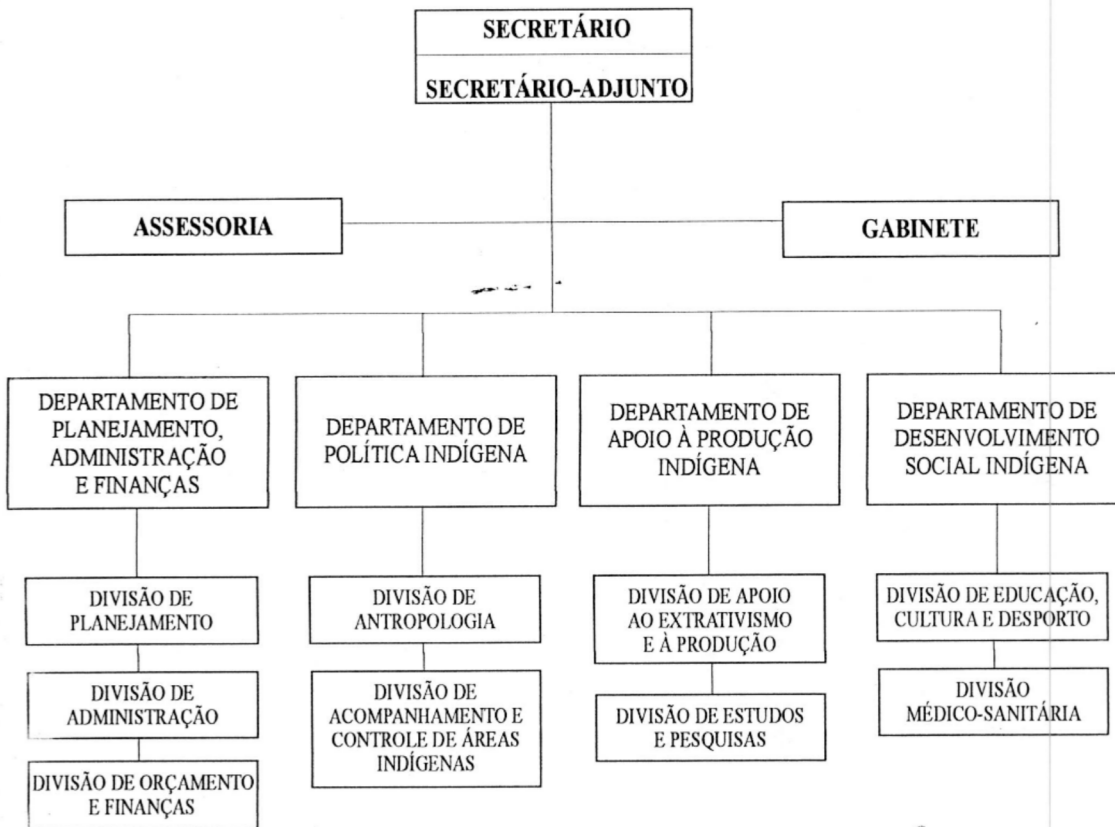 SECRETÁRIO
SECRETÁRIO-ADJUNTO
ASSESSORIA
GABINETE
DEPARTAMENTO DE
PLANEJAMENTO,
ADMINISTRAÇÃO
E FINANÇAS
DEPARTAMENTO DE
POLÍTICA INDÍGENA
DEPARTAMENTO DE
APOIO À PRODUÇÃO
INDÍGENA
DEPARTAMENTO DE
DESENVOLVIMENTO
SOCIAL INDÍGENA
DIVISÃO DE
PLANEJAMENTO
DIVISÃO DE
ADMINISTRAÇÃO
DIVISÃO DE ORÇAMENTO
E FINANÇAS
DIVISÃO DE
ANTROPOLOGIA
DIVISÃO DE
ACOMPANHAMENTO E
CONTROLE DE ÁREAS
INDÍGENAS
DIVISÃO DE APOIO
AO EXTRATIVISMO
E À PRODUÇÃO
DIVISÃO DE ESTUDOS
E PESQUISAS
DIVISÃO DE EDUCAÇÃO,
CULTURA E DESPORTO
DIVISÃO
MÉDICO-SANITÁRIA